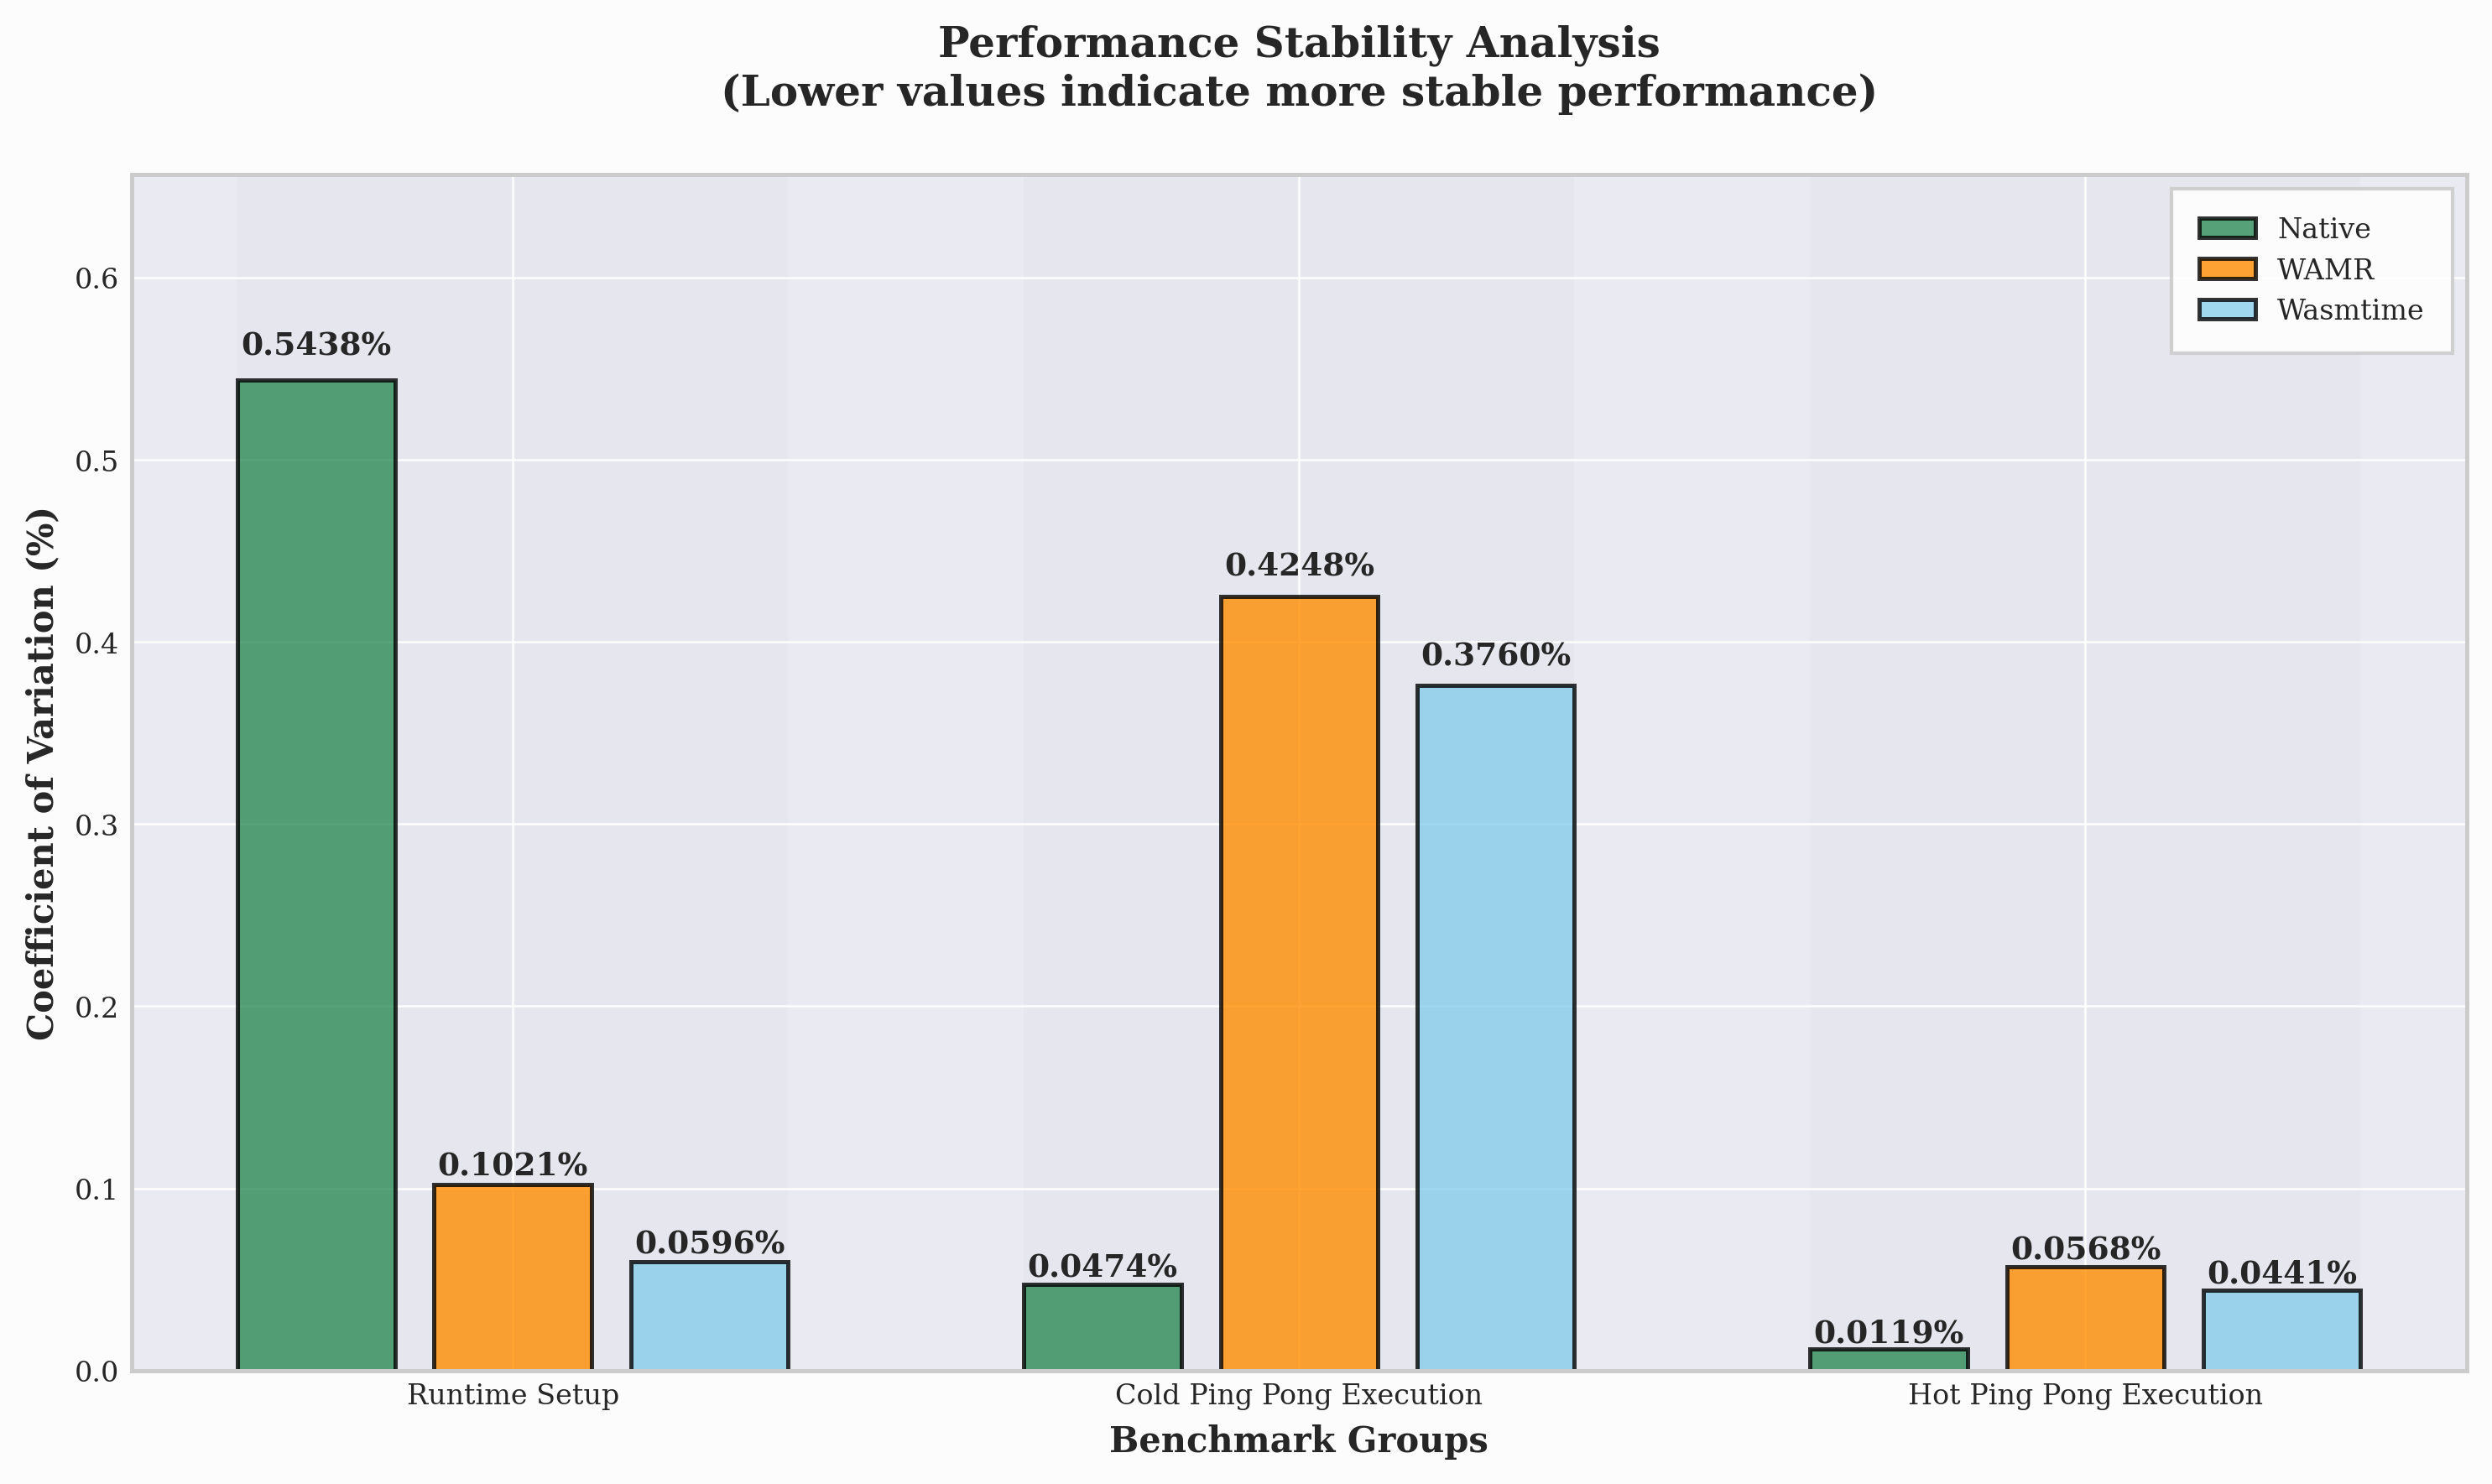 Performance Stability Analysis
(Lower values indicate more stable performance)
Native
WAMR
Wasmtime
Coefficient of Variation (%)
0.6
0.5
0.4
0.3
0.2
0.1
0.0
0.5438%
0.1021%
0.0596%
0.0474%
0.4248%
0.3760%
0.0119%
0.0568%
0.0441%
Runtime Setup
Cold Ping Pong Execution
Hot Ping Pong Execution
Benchmark Groups